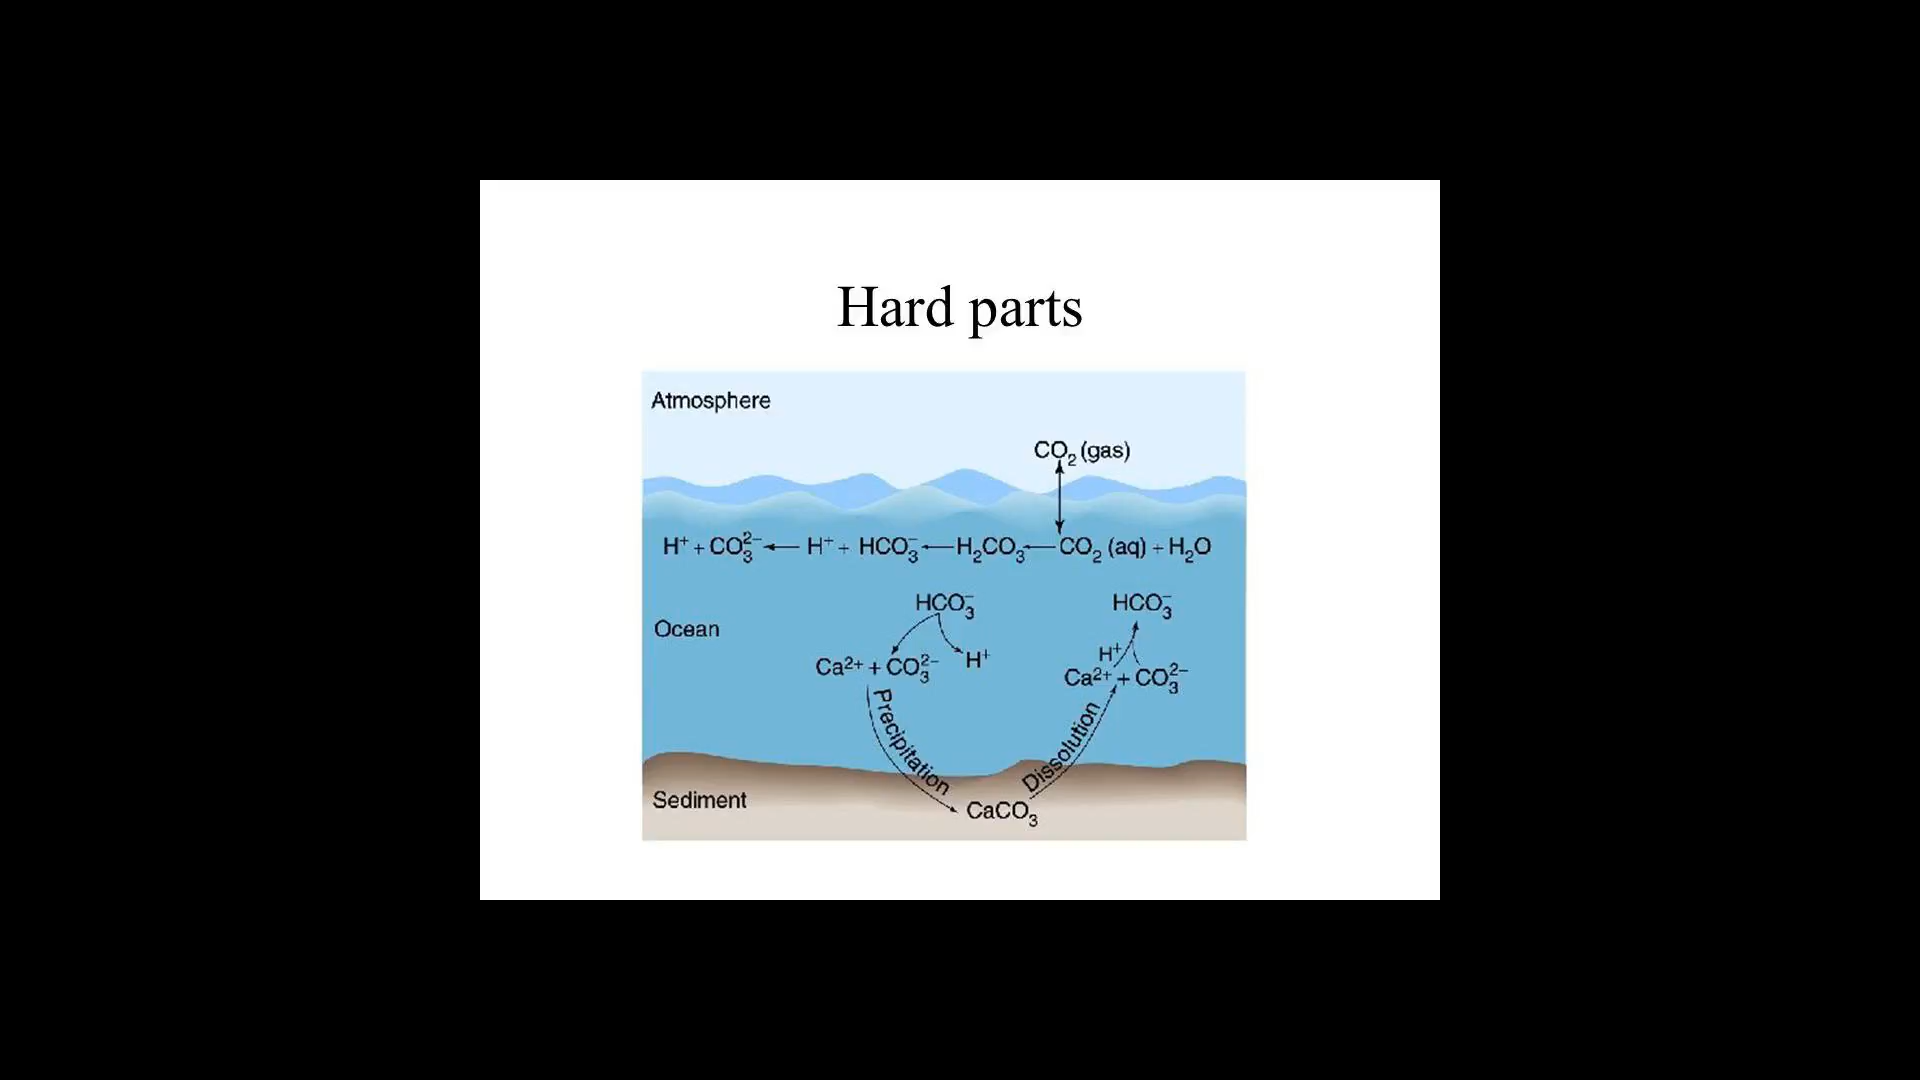 Hard parts
Atmosphere
CO₂ (gas)
H⁺ + CO₃²⁻ ← H⁺ + HCO₃⁻ ← H₂CO₃ ← CO₂ (aq) + H₂O
HCO₃⁻ HCO₃⁻
Ocean
Ca²⁺ + CO₃²⁻ H⁺
H⁺
Ca²⁺ + CO₃²⁻
Precipitation
Dissolution
Sediment
CaCO₃